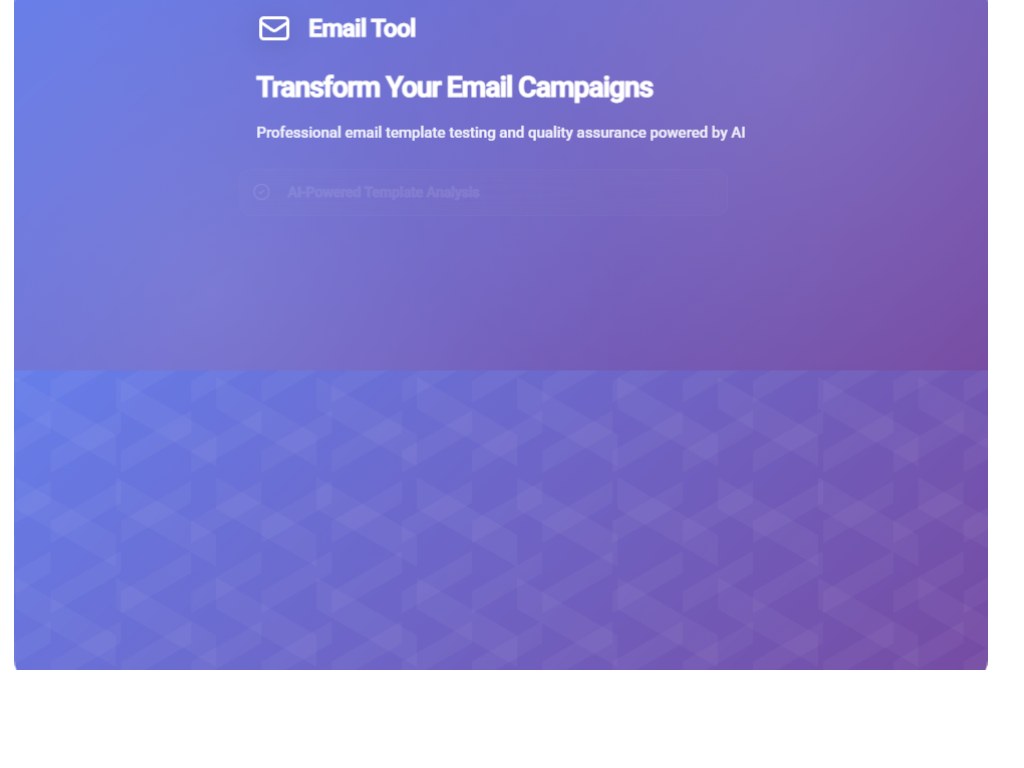 Email Tool
Transform Your Email Campaigns
Professional email template testing and quality assurance powered by AI
AI-Powered Template Analysis